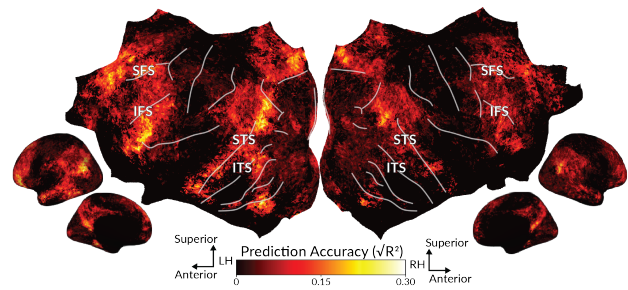 SFS
SFS
IFS
IFS
STS
STS
ITS
ITS
Superior
Anterior
LH
Prediction Accuracy (√R²)
RH
0
0.15
0.30
Superior
Anterior